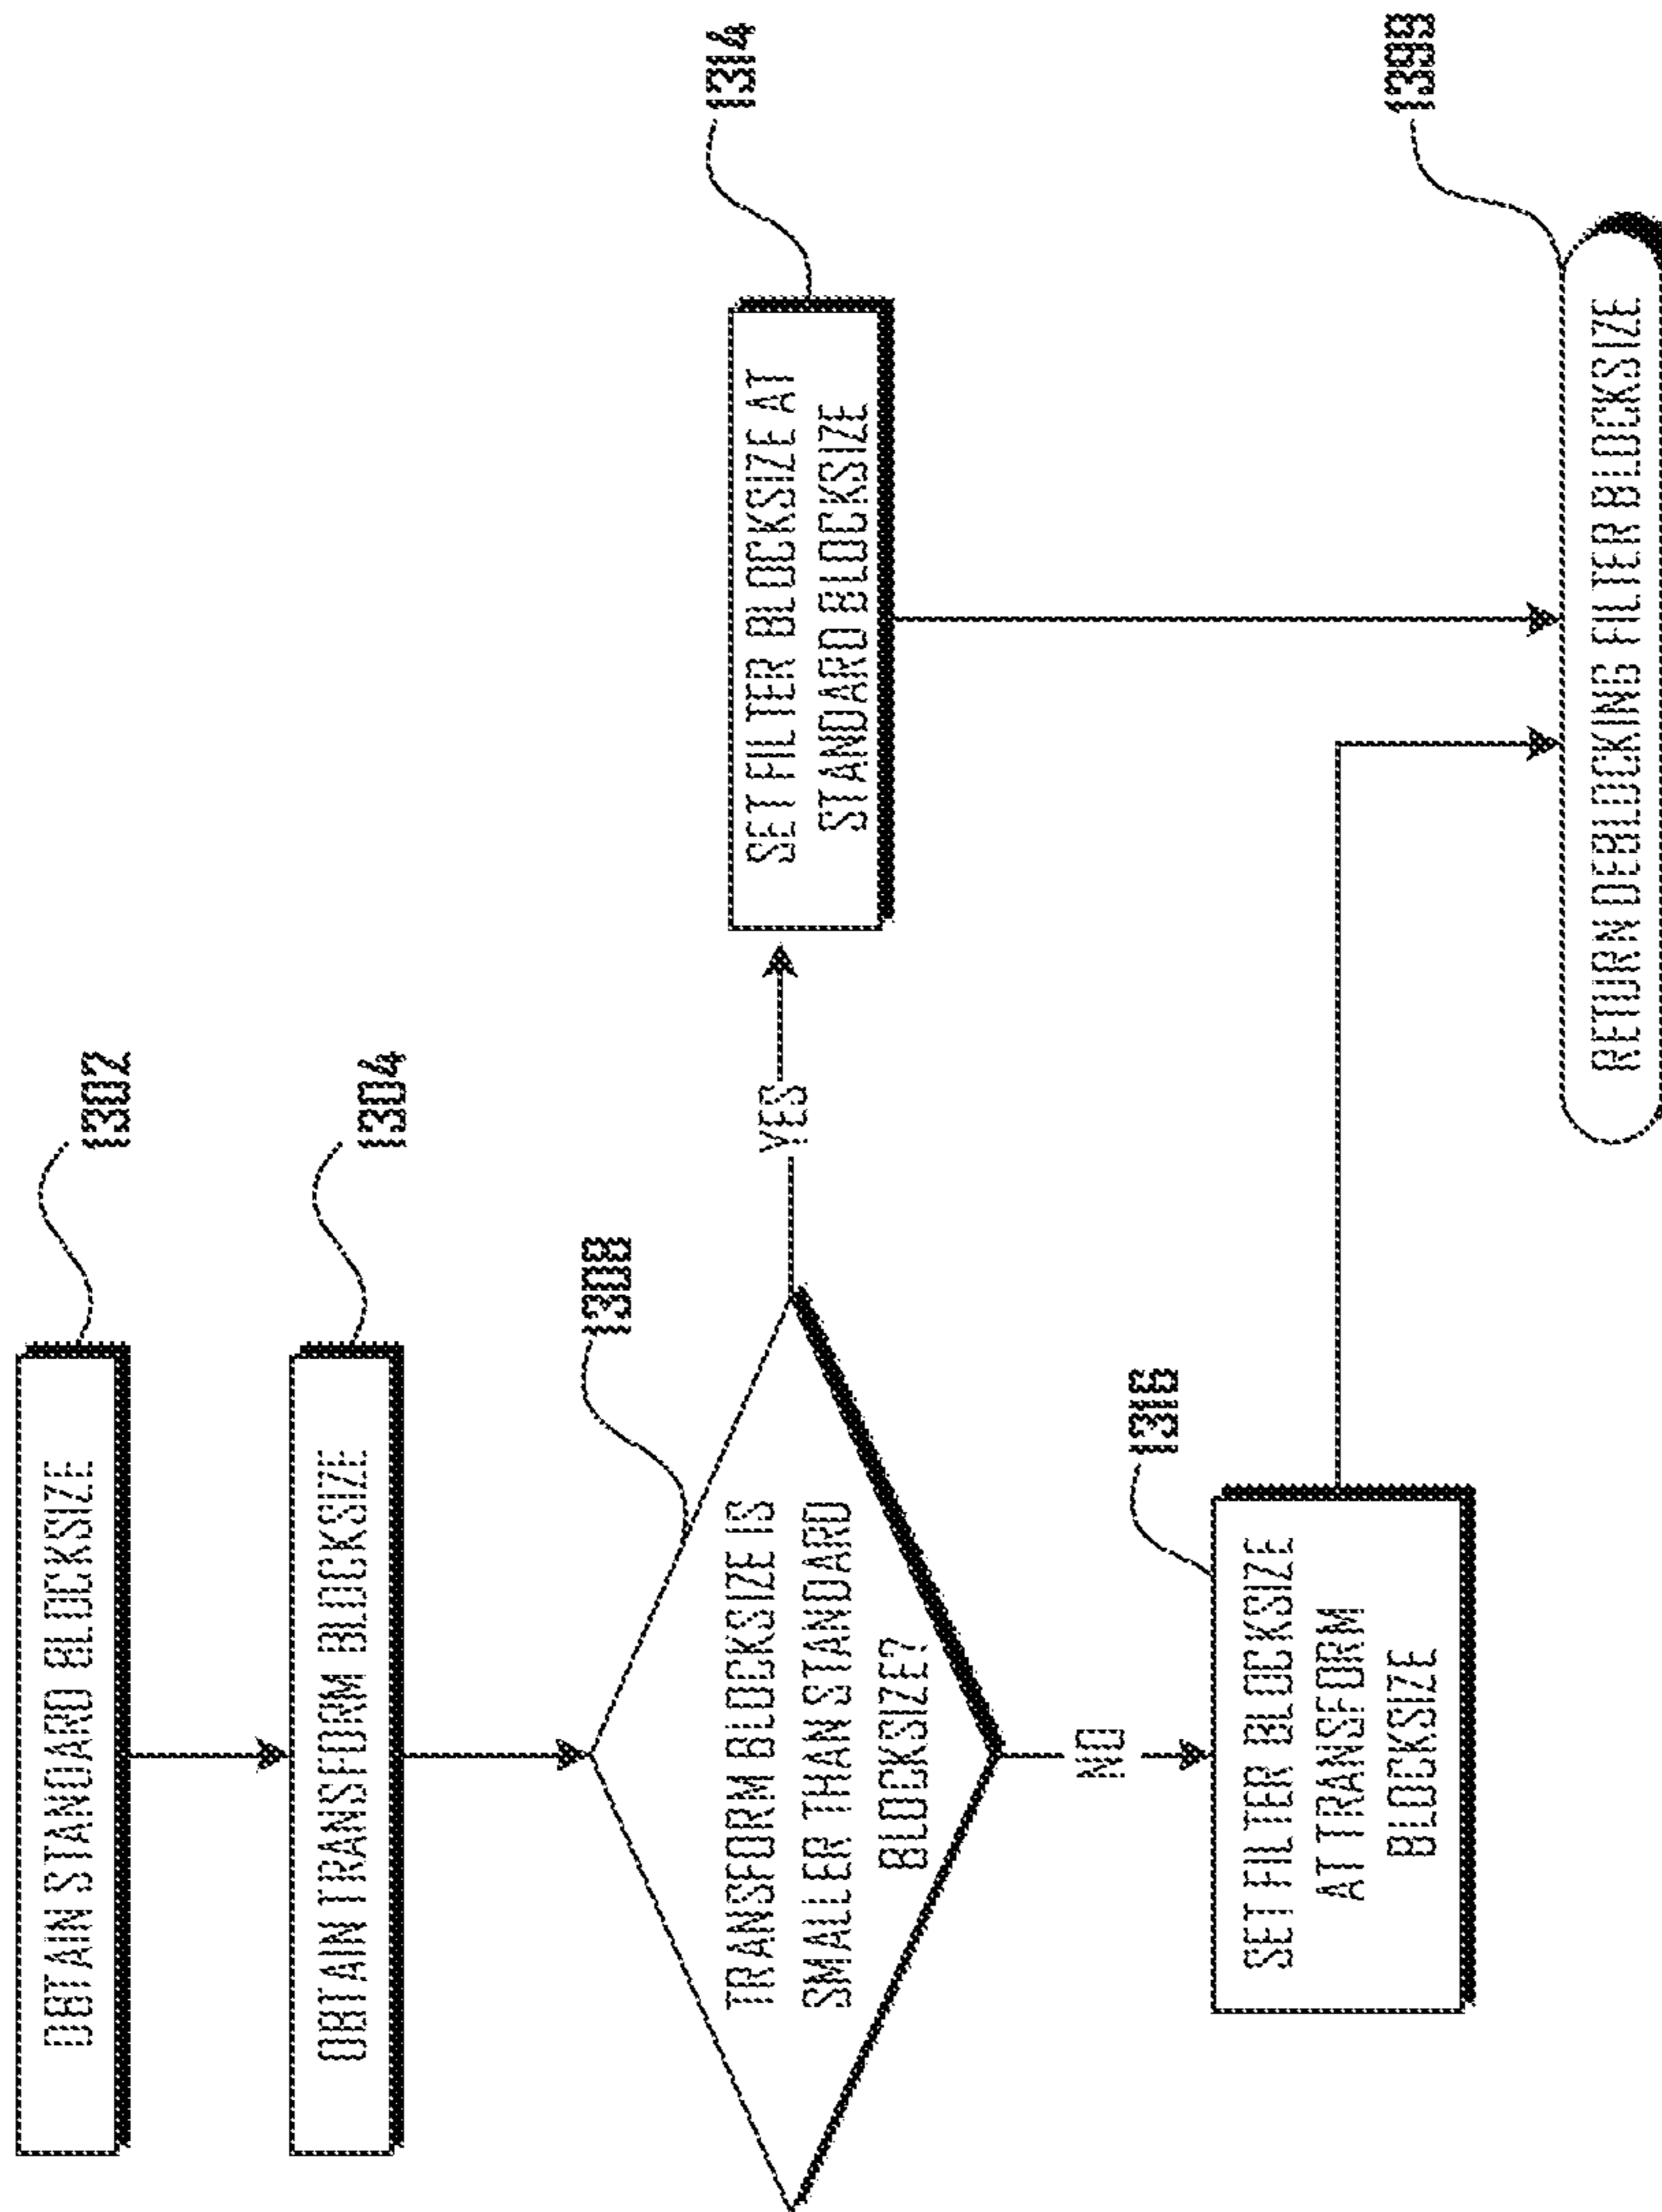 OBTAIN STANDARD BLOCKSIZE
1302
OBTAIN TRANSFORM BLOCKSIZE
1304
1308
TRANSFORM BLOCKSIZE IS
SMALLER THAN STANDARD
BLOCKSIZE?
YES
SET FILTER BLOCKSIZE AT
STANDARD BLOCKSIZE
1314
NO
1316
SET FILTER BLOCKSIZE
AT TRANSFORM
BLOCKSIZE
RETURN DEBLOCKING FILTER BLOCKSIZE
1399